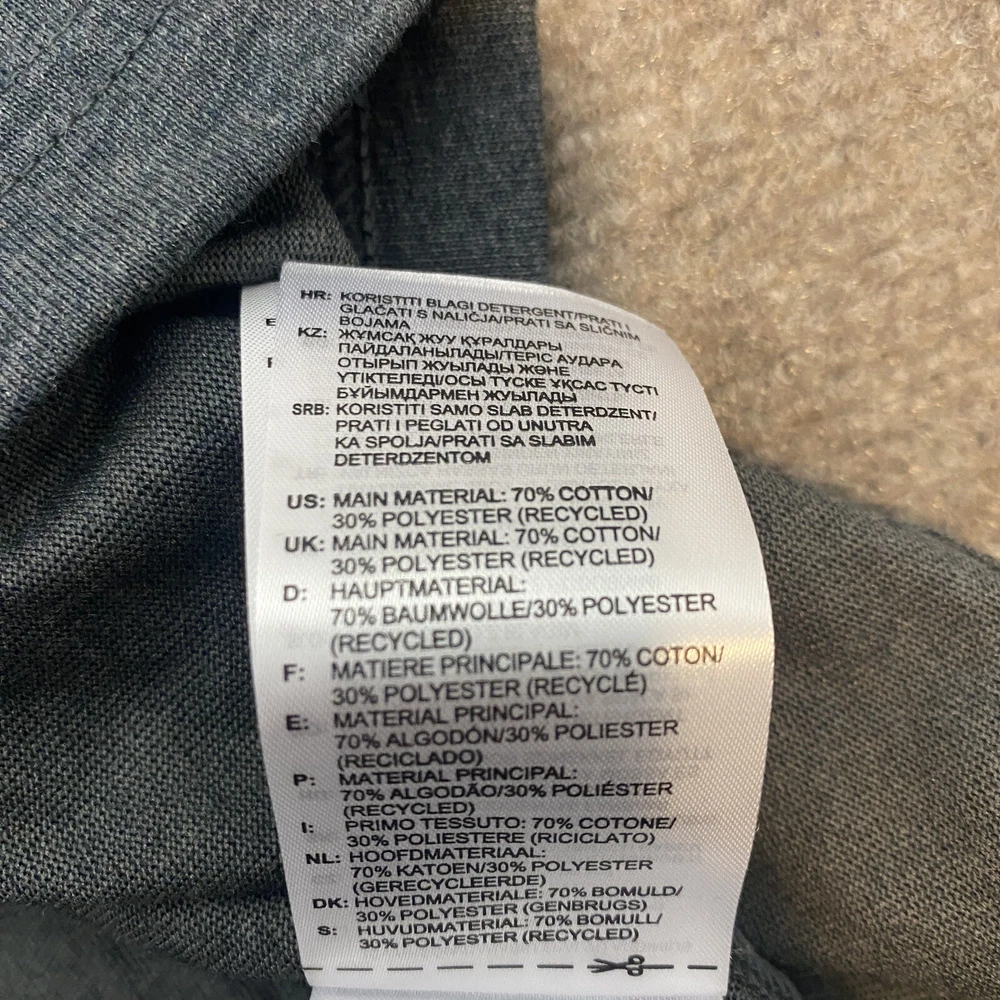 HR: KORISTITI BLAGI DETERGENT/PRATI I
GLAČATI S NALIČJA/PRATI SA SLIČNIM
BOJAMA
KZ: ЖҰМСАҚ ЖУУ ҚҰРАЛДАРЫ
ПАЙДАЛАНЫЛАДЫ/ТЕРІС АУДАРА
ОТЫРЫП ЖУЫЛАДЫ ЖӘНЕ
ҮТІКТЕЛЕДІ/ОСЫ ТҮСКЕ ҰҚСАС ТҮСТІ
БҰЙЫМДАРМЕН ЖУЫЛАДЫ
SRB: KORISTITI SAMO SLAB DETERDZENT/
PRATI I PEGLATI OD UNUTRA
KA SPOLJA/PRATI SA SLABIM
DETERDZENTOM
US: MAIN MATERIAL: 70% COTTON/
30% POLYESTER (RECYCLED)
UK: MAIN MATERIAL: 70% COTTON/
30% POLYESTER (RECYCLED)
D: HAUPTMATERIAL:
70% BAUMWOLLE/30% POLYESTER
(RECYCLED)
F: MATIERE PRINCIPALE: 70% COTON/
30% POLYESTER (RECYCLÉ)
E: MATERIAL PRINCIPAL:
70% ALGODÓN/30% POLIESTER
(RECICLADO)
P: MATERIAL PRINCIPAL:
70% ALGODÃO/30% POLIÉSTER
(RECYCLED)
I: PRIMO TESSUTO: 70% COTONE/
30% POLIESTERE (RICICLATO)
NL: HOOFDMATERIAAL:
70% KATOEN/30% POLYESTER
(GERECYCLEERDE)
DK: HOVEDMATERIALE: 70% BOMULD/
30% POLYESTER (GENBRUGS)
S: HUVUDMATERIAL: 70% BOMULL/
30% POLYESTER (RECYCLED)